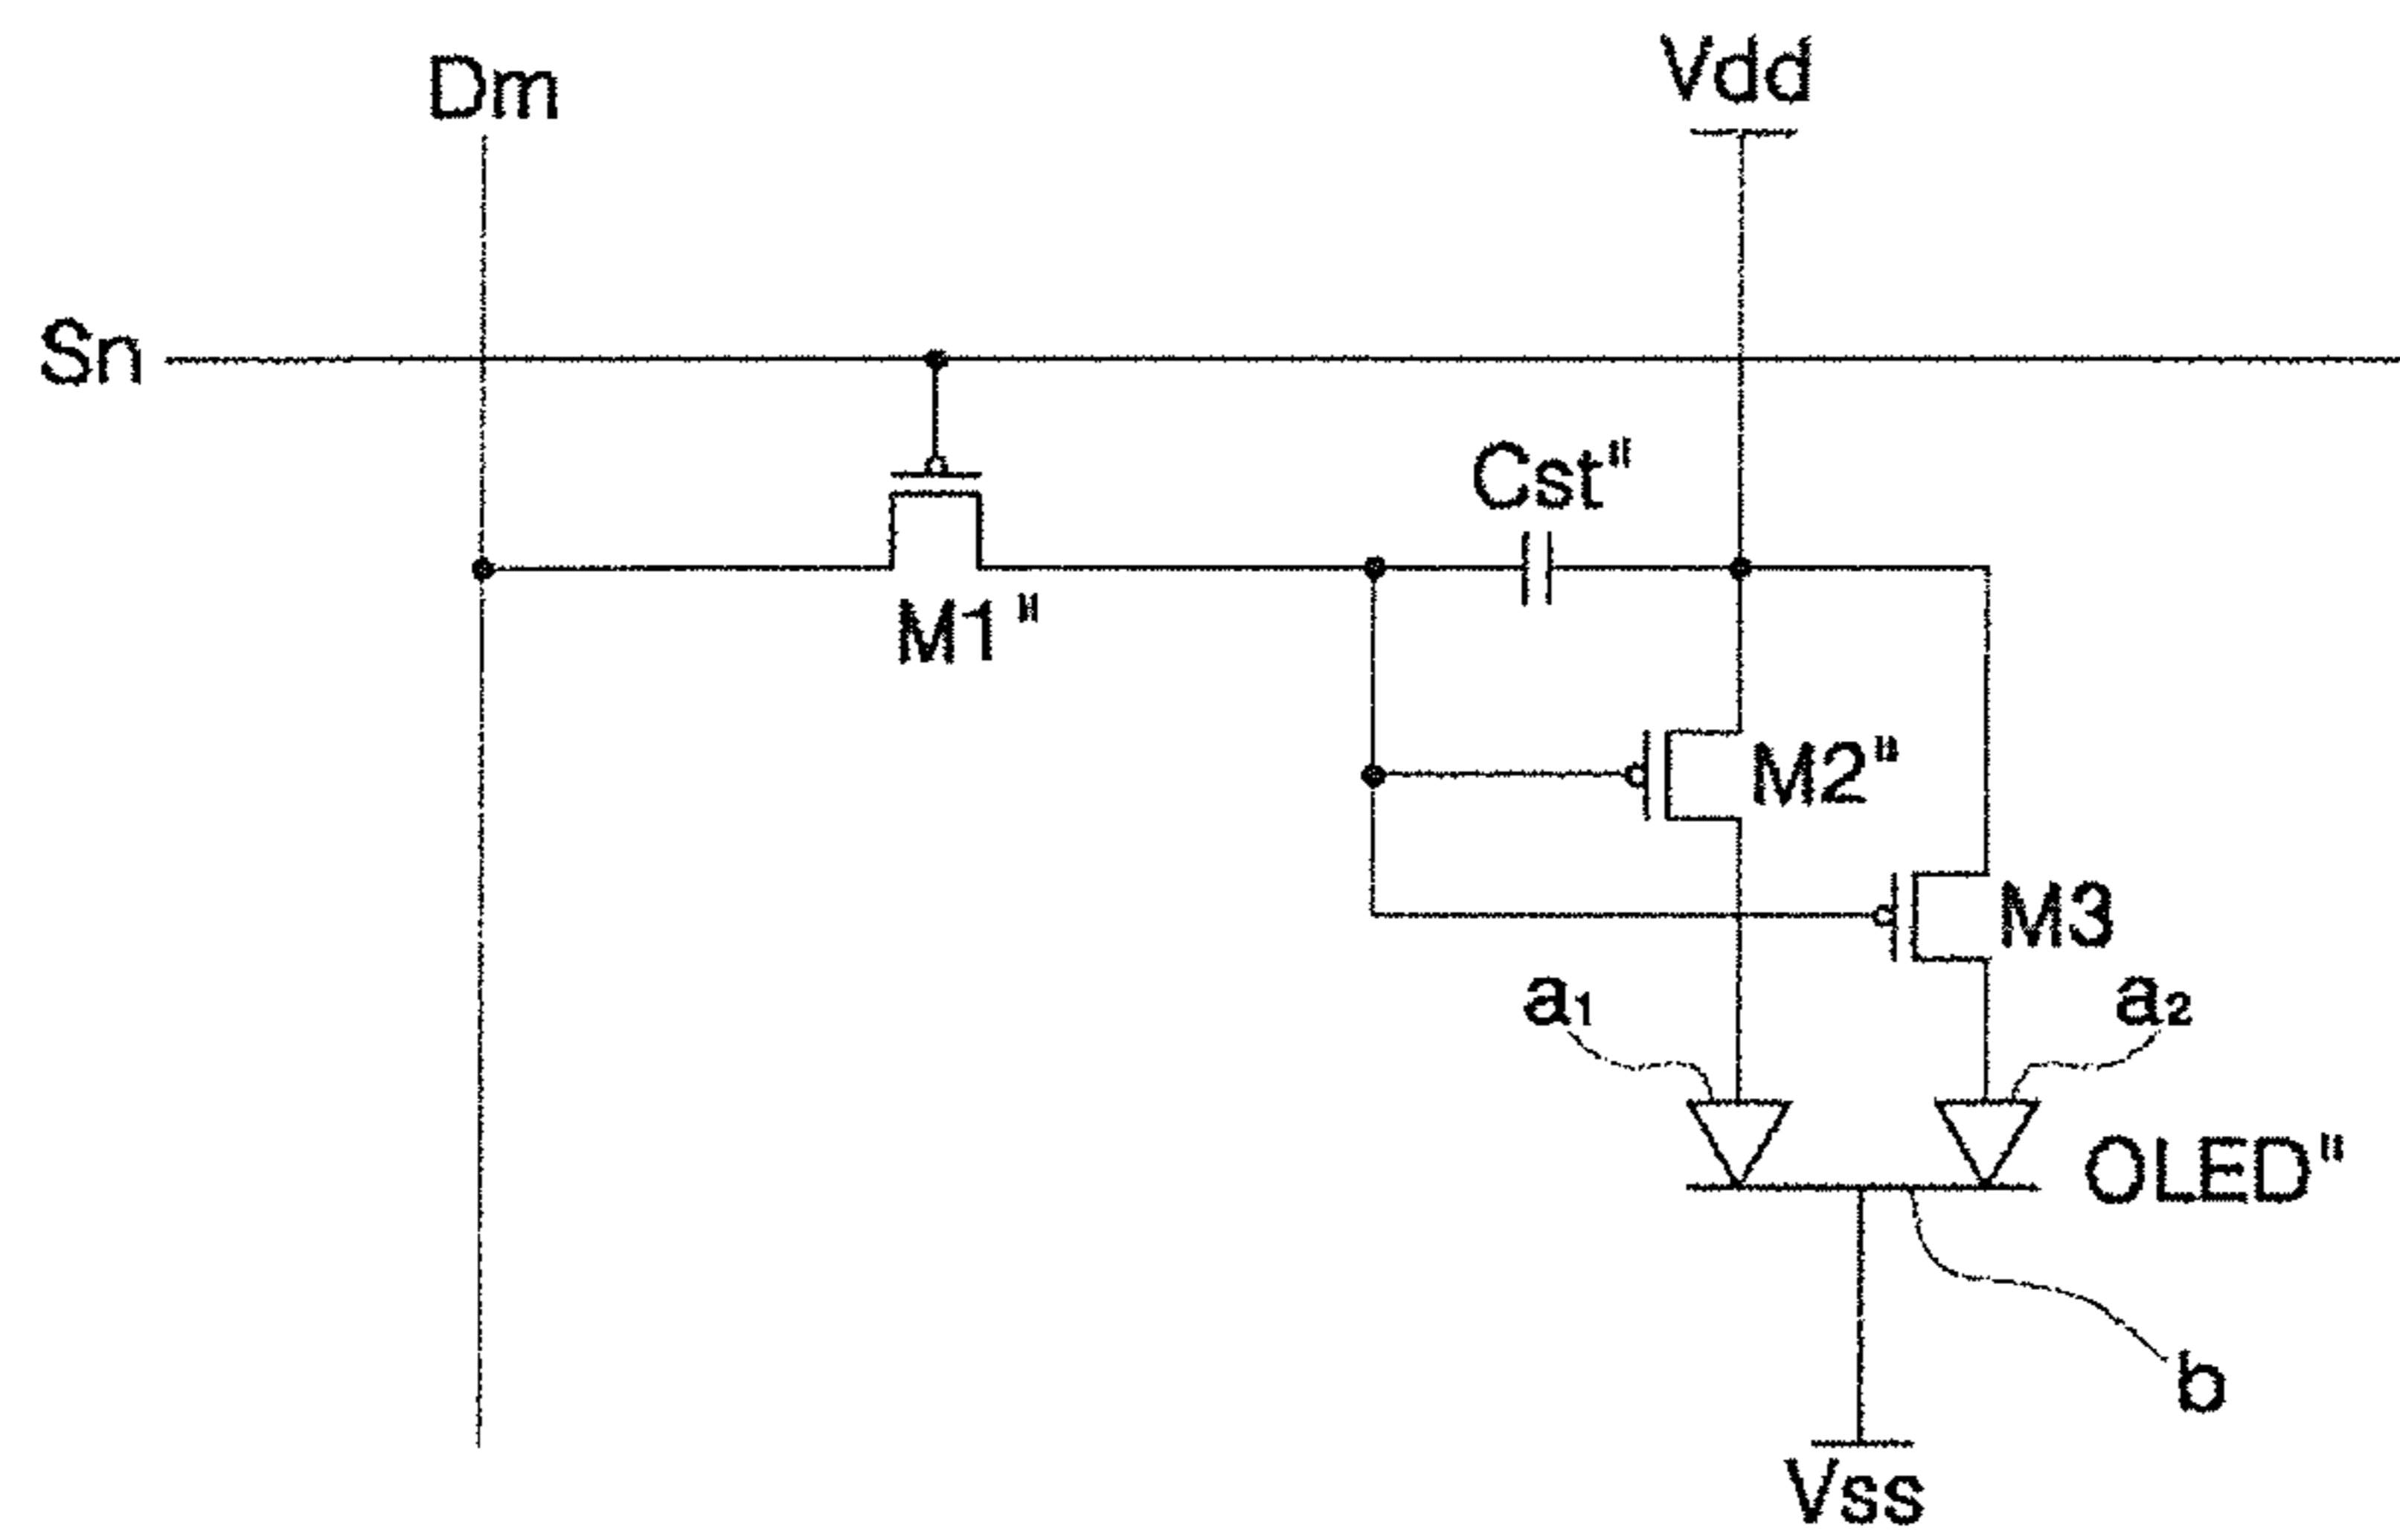 Dm
Vdd
Sn
Cst"
M1"
M2"
M3
a1
a2
OLED"
b
Vss